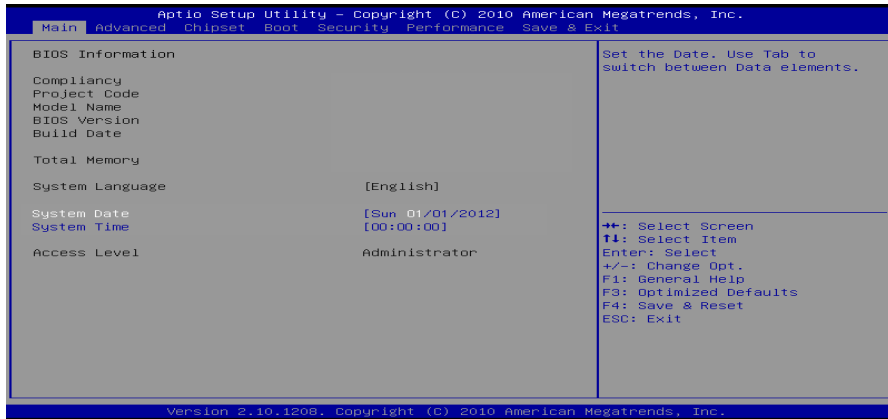 Aptio Setup Utility – Copyright (C) 2010 American Megatrends, Inc.
Main Advanced Chipset Boot Security Performance Save & Exit
BIOS Information
Compliancy
Project Code
Model Name
BIOS Version
Build Date
Total Memory
System Language [English]
System Date [Sun 01/01/2012]
System Time [00:00:00]
Access Level Administrator
Set the Date. Use Tab to
switch between Data elements.
→←: Select Screen
↑↓: Select Item
Enter: Select
+/-: Change Opt.
F1: General Help
F3: Optimized Defaults
F4: Save & Reset
ESC: Exit
Version 2.10.1208. Copyright (C) 2010 American Megatrends, Inc.